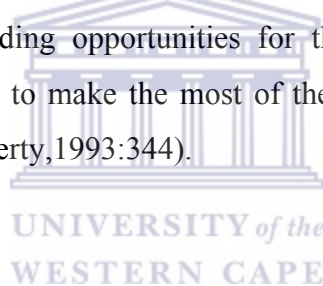 ding opportunities for th
to make the most of the
erty,1993:344).
UNIVERSITY of the
WESTERN CAPE